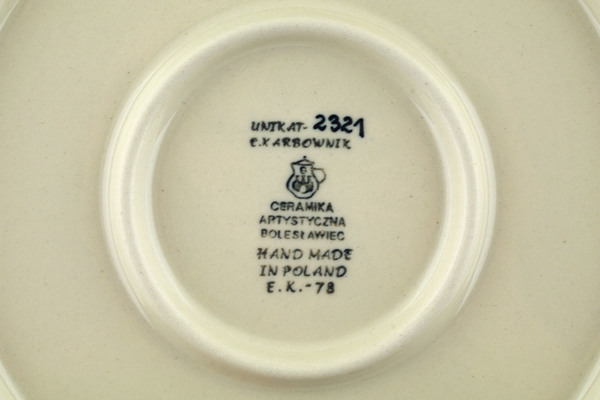 UNIKAT- 2321
E.KARBOWNIK
CERAMIKA
ARTYSTYCZNA
BOLESŁAWIEC
HAND MADE
IN POLAND
E.K.-78